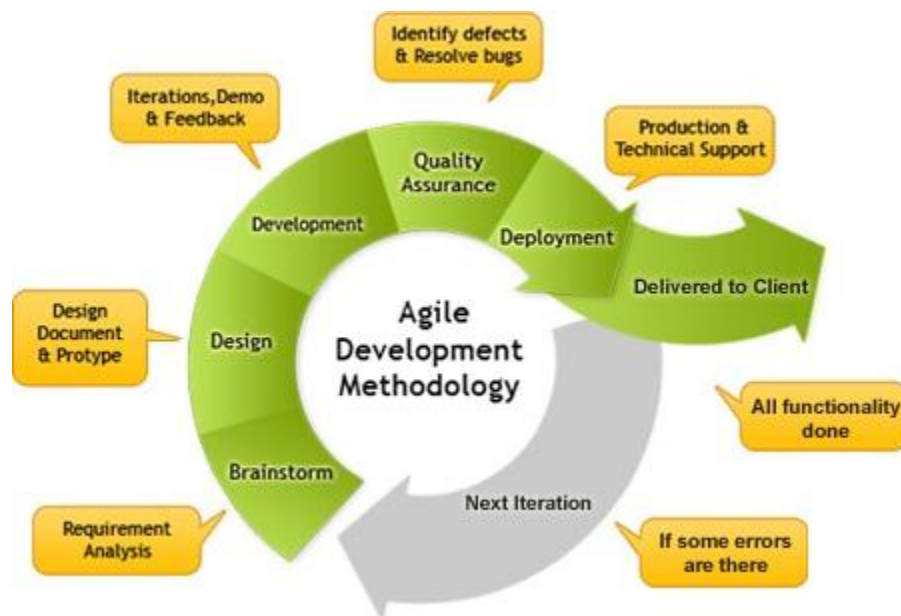 Identify defects
& Resolve bugs
Iterations,Demo
& Feedback
Production &
Technical Support
Quality
Assurance
Development
Deployment
Delivered to Client
Design
Document
& Protype
Design
Agile
Development
Methodology
All functionality
done
Brainstorm
Next Iteration
Requirement
Analysis
If some errors
are there